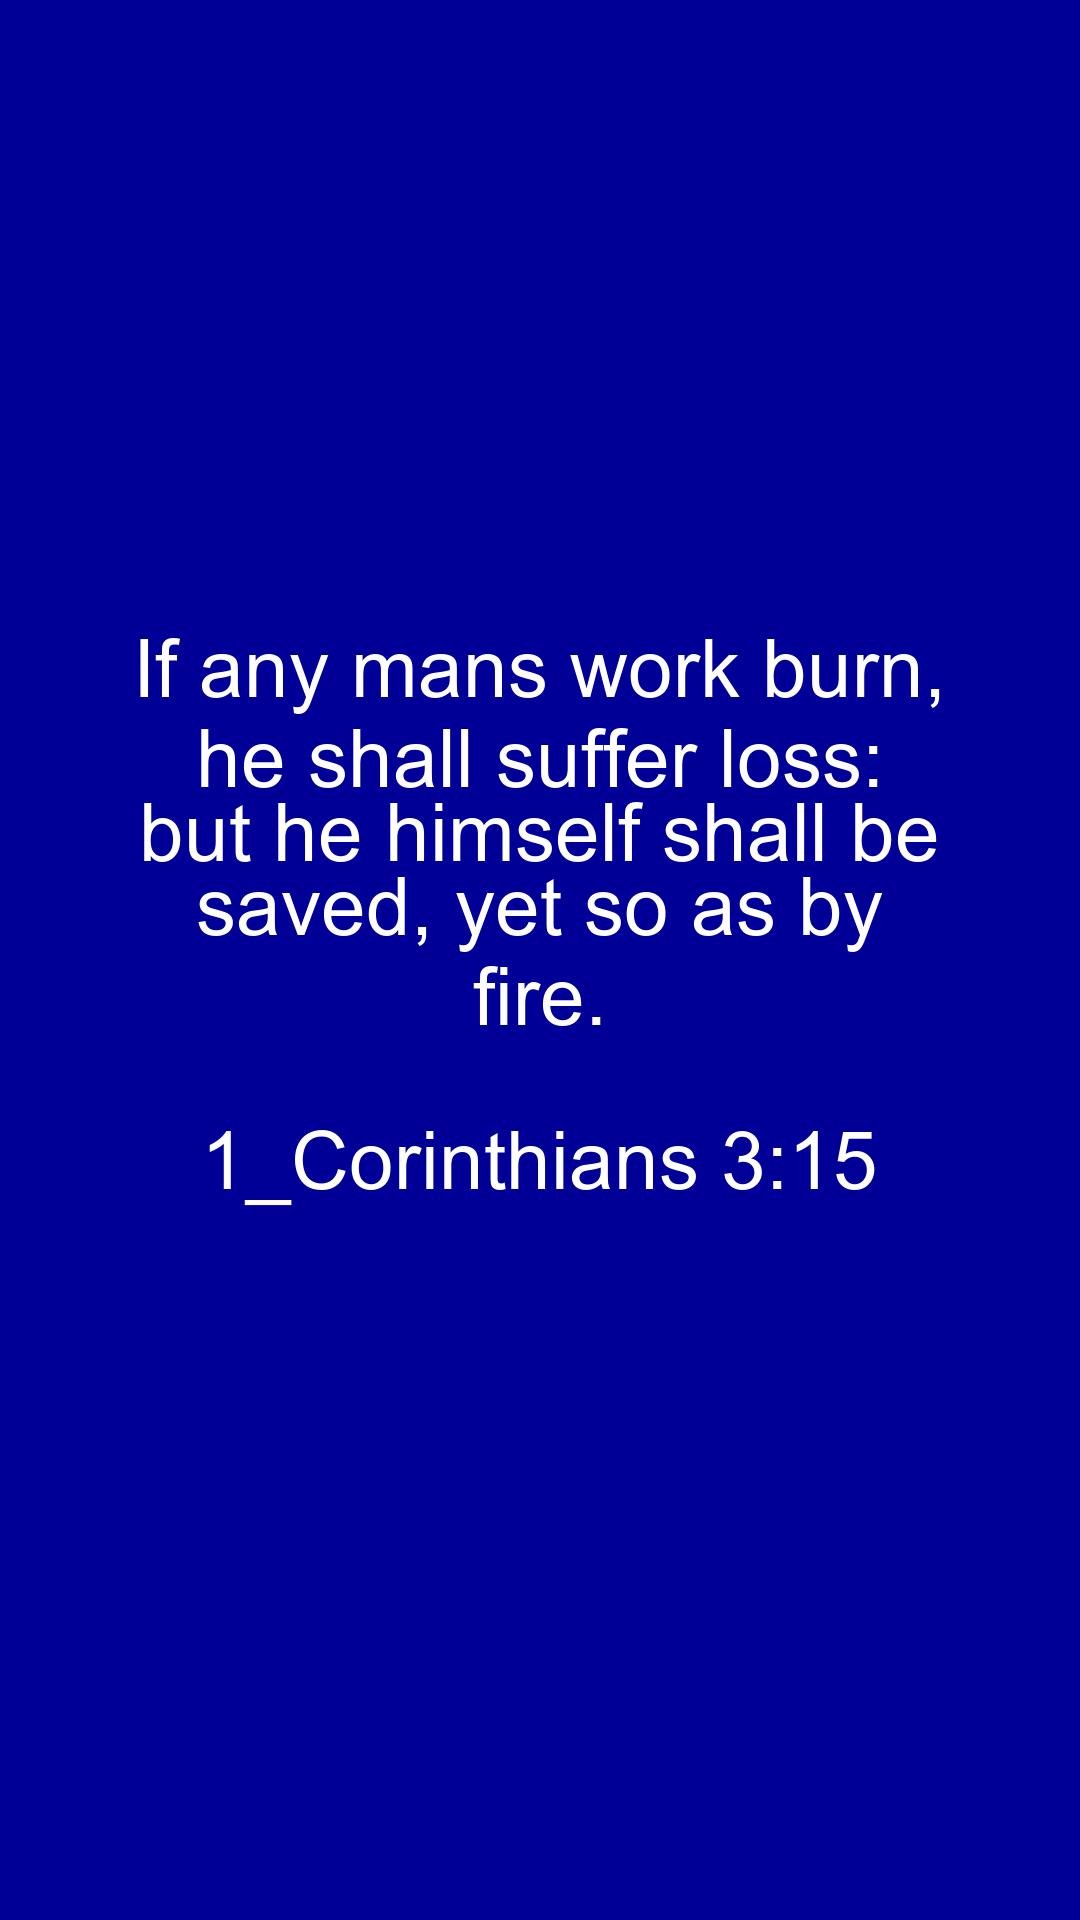 If any mans work burn,
he shall suffer loss:
but he himself shall be
saved, yet so as by
fire.
1_Corinthians 3:15